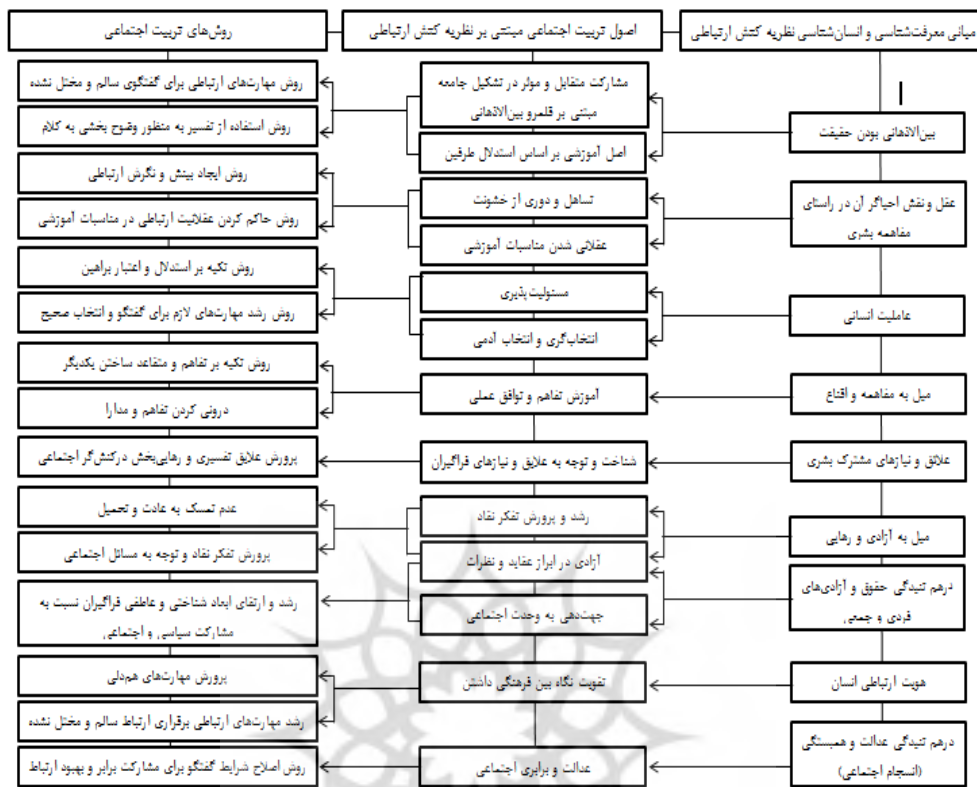 مبانی معرفت‌شناسی و انسان‌شناسی نظریه کنش ارتباطی
بین‌الاذهانی بودن حقیقت
عقل و نقش احیاگر آن در راستای
مفاهمه بشری
عاملیت انسانی
میل به مفاهمه و اقناع
علائق و نیازهای مشترک بشری
میل به آزادی و رهایی
درهم تنیدگی حقوق و آزادی‌های
فردی و جمعی
هویت ارتباطی انسان
درهم تنیدگی عدالت و همبستگی
(انسجام اجتماعی)
اصول تربیت اجتماعی مبتنی بر نظریه کنش ارتباطی
مشارکت متقابل و موثر در تشکیل جامعه
مبتنی بر قلمرو بین‌الاذهانی
اصل آموزشی بر اساس استدلال طرفین
تساهل و دوری از خشونت
عقلانی شدن مناسبات آموزشی
مسئولیت‌پذیری
انتخاب‌گری و انتخاب آدمی
آموزش تفاهم و توافق عملی
شناخت و توجه به علایق و نیازهای فراگیران
رشد و پرورش تفکر نقاد
آزادی در ابراز عقاید و نظرات
جهت‌دهی به وحدت اجتماعی
تقویت نگاه بین فرهنگی داشتن
عدالت و برابری اجتماعی
روش‌های تربیت اجتماعی
روش مهارت‌های ارتباطی برای گفتگوی سالم و مختل نشده
روش استفاده از تفسیر به منظور وضوح بخشی به کلام
روش ایجاد بینش و نگرش ارتباطی
روش حاکم کردن عقلانیت ارتباطی در مناسبات آموزشی
روش تکیه بر استدلال و اعتبار براهین
روش رشد مهارت‌های لازم برای گفتگو و انتخاب صحیح
روش تکیه بر تفاهم و متقاعد ساختن یکدیگر
درونی کردن تفاهم و مدارا
پرورش علایق تفسیری و رهایی‌بخش درکنش‌گر اجتماعی
عدم تمسک به عادت و تحمیل
پرورش تفکر نقاد و توجه به مسائل اجتماعی
رشد و ارتقای ابعاد شناختی و عاطفی فراگیران نسبت به
مشارکت سیاسی و اجتماعی
پرورش مهارت‌های هم‌دلی
رشد مهارت‌های ارتباطی برقراری ارتباط سالم و مختل نشده
روش اصلاح شرایط گفتگو برای مشارکت برابر و بهبود ارتباط